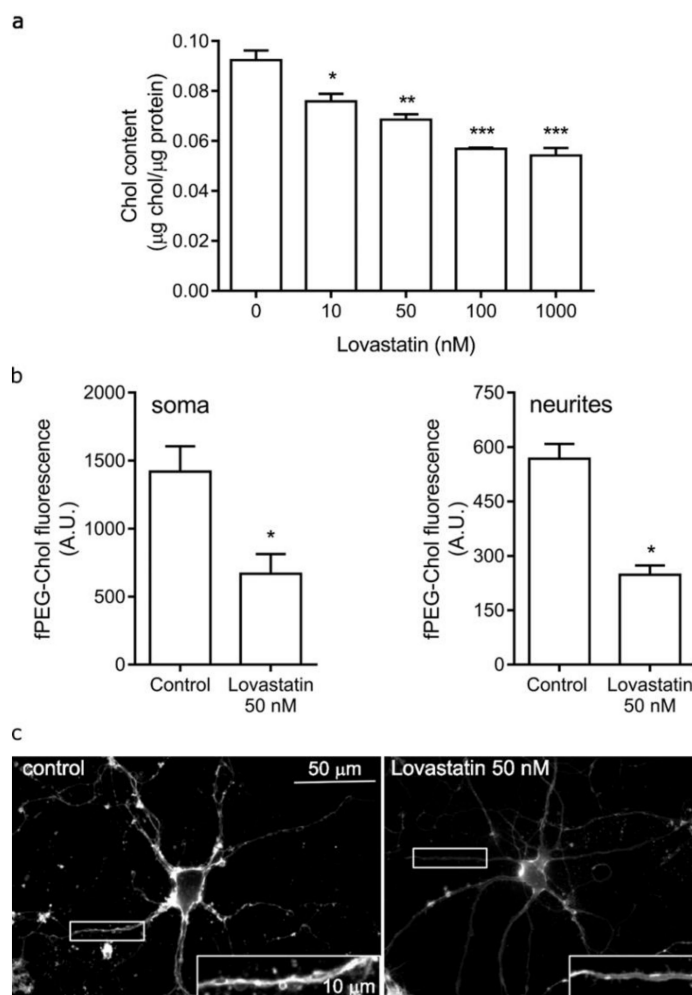 a
Chol content
(μg chol/μg protein)
0.10
0.08
0.06
0.04
0.02
0.00
*
**
***
***
0
10
50
100
1000
Lovastatin (nM)
b
fPEG-Chol fluorescence
(A.U.)
2000
1500
1000
500
0
soma
*
Control
Lovastatin
50 nM
fPEG-Chol fluorescence
(A.U.)
750
600
450
300
150
0
neurites
*
Control
Lovastatin
50 nM
c
control
50 μm
10 μm
Lovastatin 50 nM